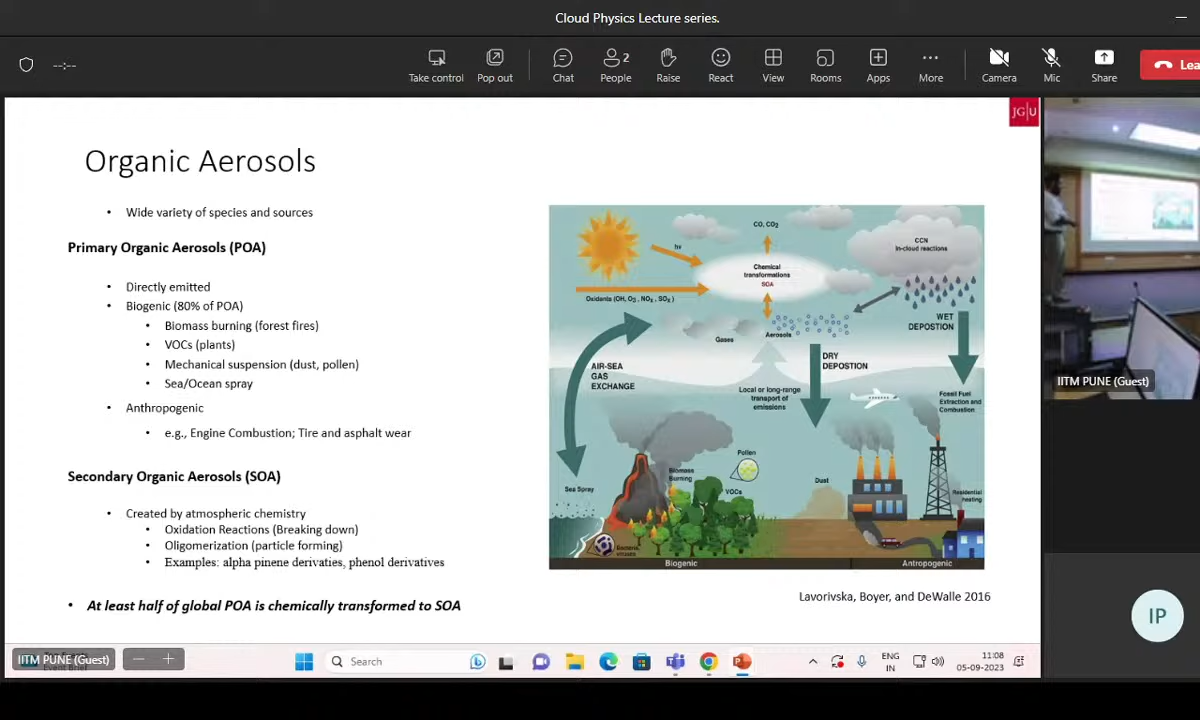 Cloud Physics Lecture series.
--:--
Take control
Pop out
Chat
2
People
Raise
React
View
Rooms
Apps
More
Camera
Mic
Share
Lea
JG|U
Organic Aerosols
• Wide variety of species and sources
Primary Organic Aerosols (POA)
• Directly emitted
• Biogenic (80% of POA)
• Biomass burning (forest fires)
• VOCs (plants)
• Mechanical suspension (dust, pollen)
• Sea/Ocean spray
• Anthropogenic
• e.g., Engine Combustion; Tire and asphalt wear
Secondary Organic Aerosols (SOA)
• Created by atmospheric chemistry
• Oxidation Reactions (Breaking down)
• Oligomerization (particle forming)
• Examples: alpha pinene derivaties, phenol derivatives
• At least half of global POA is chemically transformed to SOA
CO, CO₂
hv
Chemical
transformations
SOA
CCN
In-cloud reactions
Oxidants (OH, O₃, NOₓ, SOₓ)
Gases
Aerosols
WET
DEPOSTION
DRY
DEPOSTION
AIR-SEA
GAS
EXCHANGE
Local or long-range
transport of
emissions
Fossil Fuel
Extraction and
Combustion
Pollen
Biomass
Burning
VOCs
Sea Spray
Dust
Residential
heating
Bacteria,
viruses
Biogenic
Antropogenic
Lavorivska, Boyer, and DeWalle 2016
IITM PUNE (Guest)
IP
IITM PUNE (Guest)
Search
ENG
IN
11:08
05-09-2023